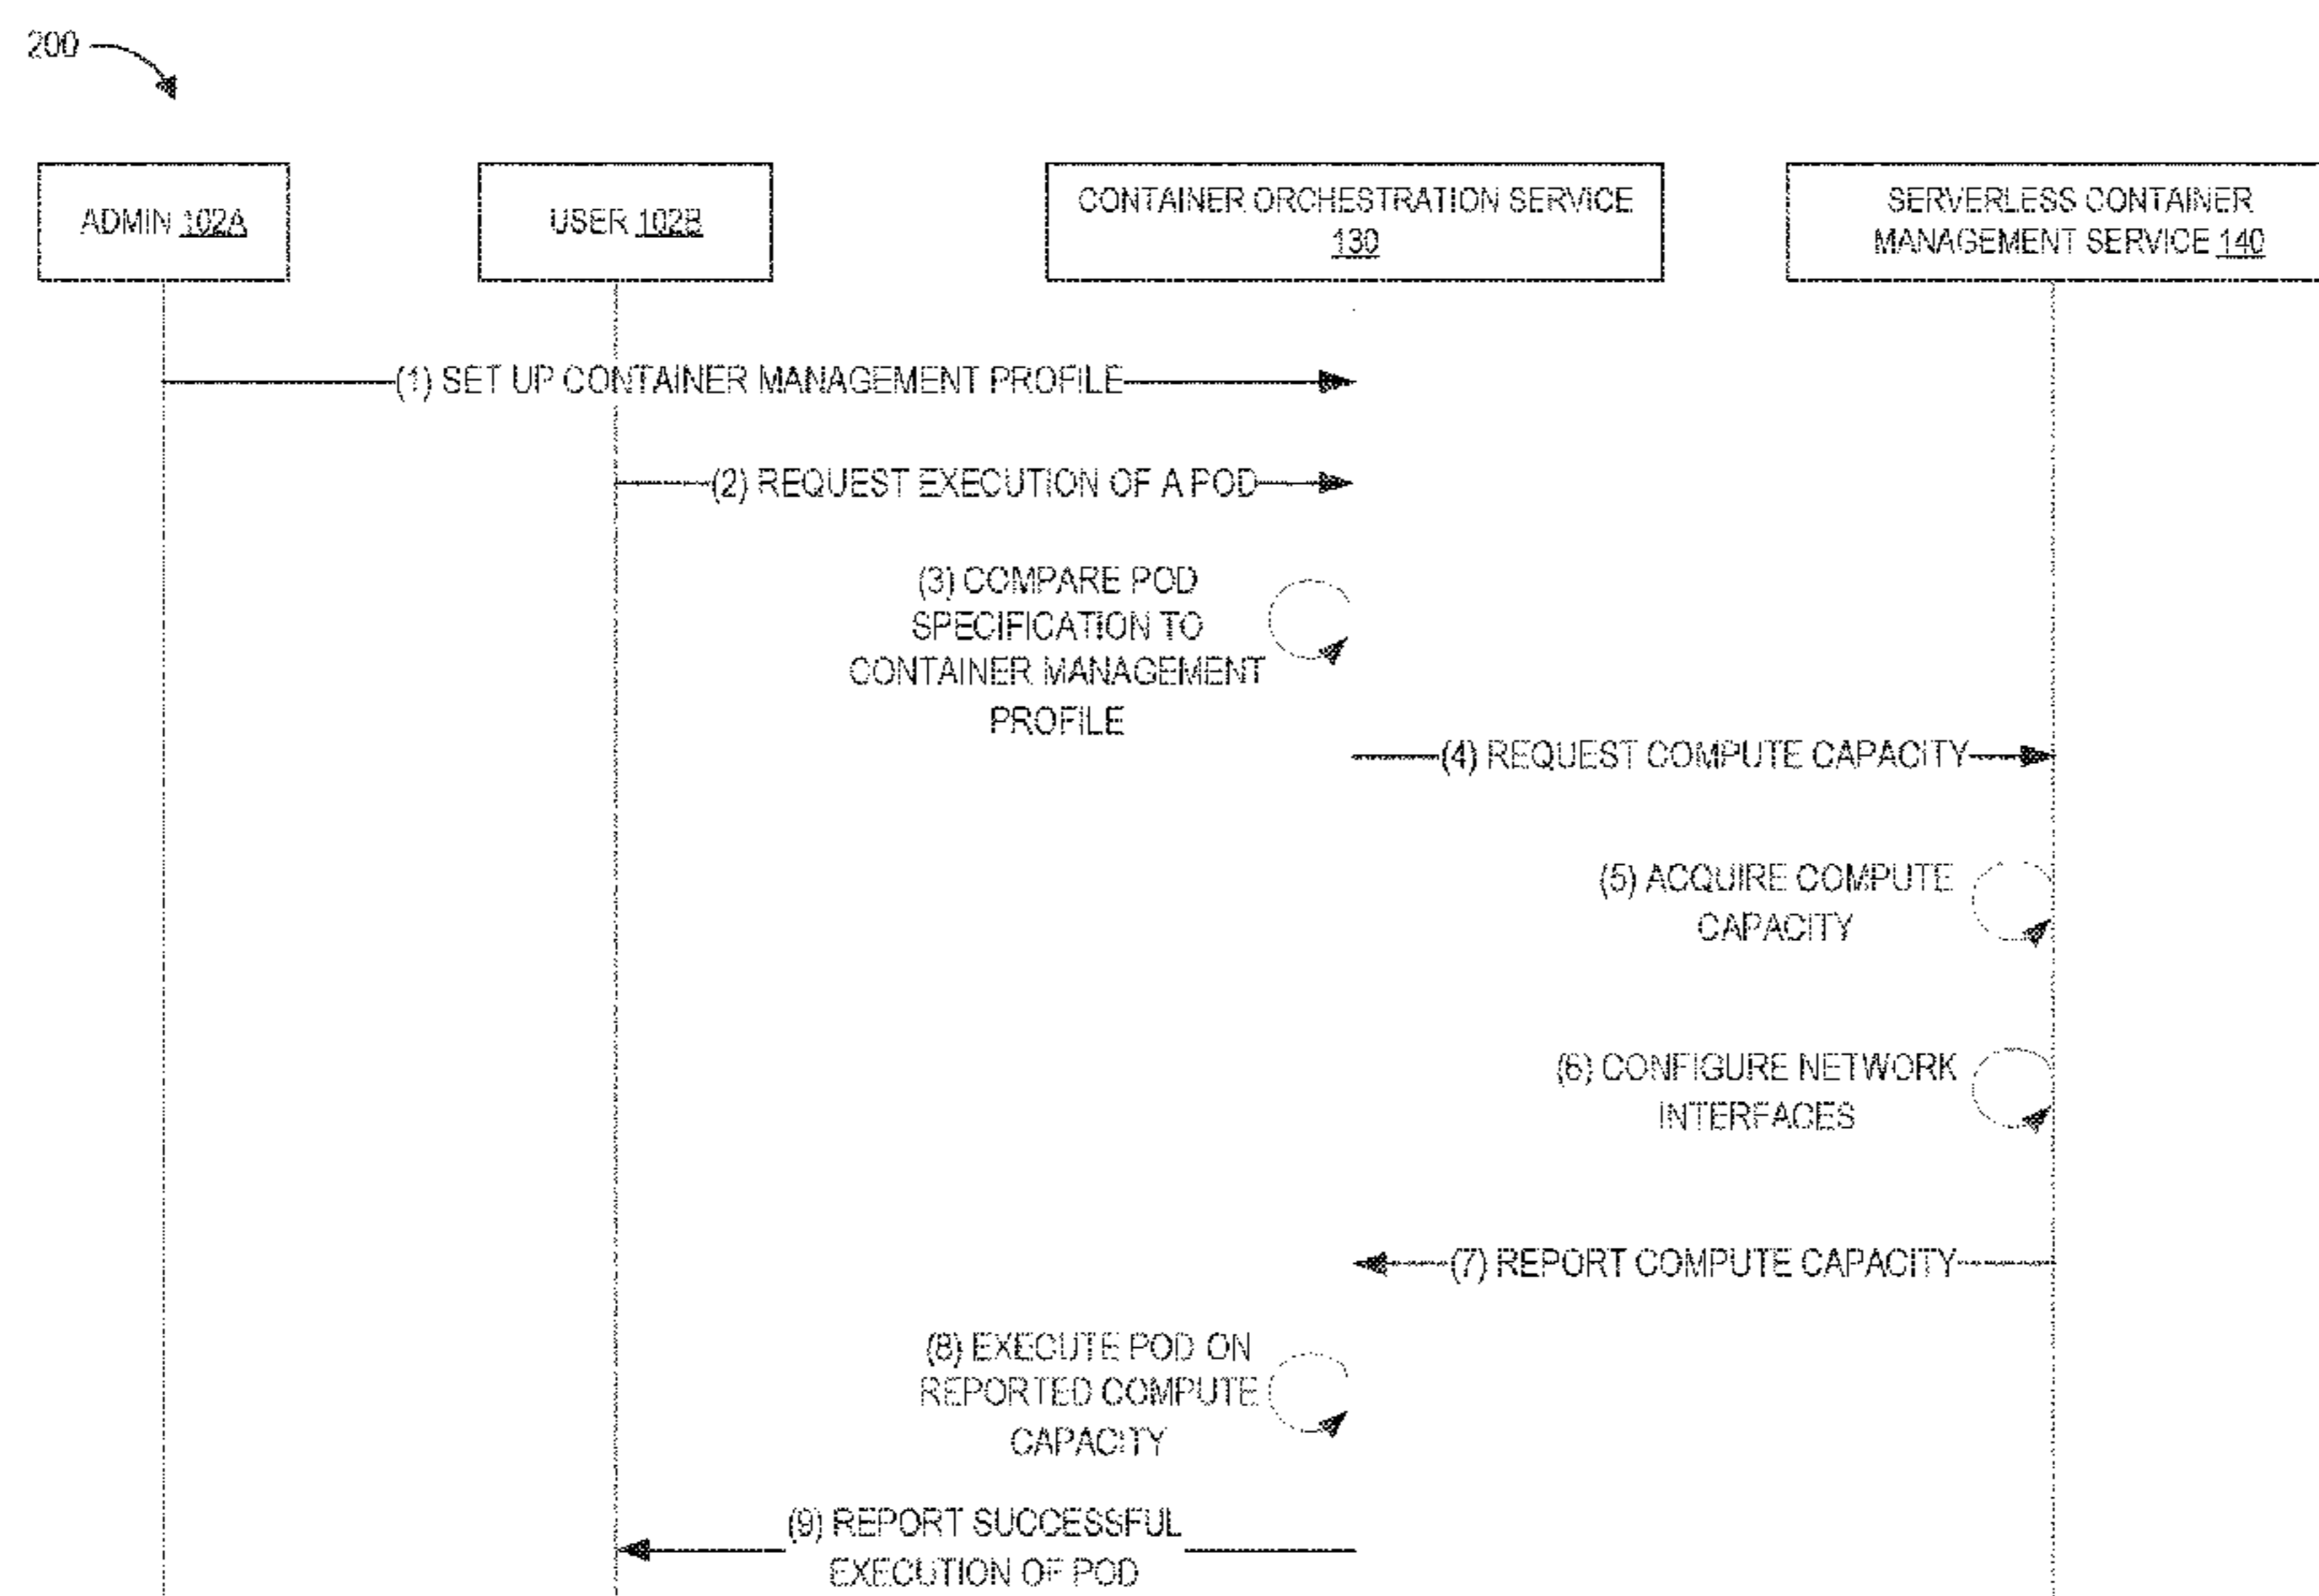 200
ADMIN 102A
USER 102B
CONTAINER ORCHESTRATION SERVICE
130
SERVERLESS CONTAINER
MANAGEMENT SERVICE 140
(1) SET UP CONTAINER MANAGEMENT PROFILE
(2) REQUEST EXECUTION OF A POD
(3) COMPARE POD
SPECIFICATION TO
CONTAINER MANAGEMENT
PROFILE
(4) REQUEST COMPUTE CAPACITY
(5) ACQUIRE COMPUTE
CAPACITY
(6) CONFIGURE NETWORK
INTERFACES
(7) REPORT COMPUTE CAPACITY
(8) EXECUTE POD ON
REPORTED COMPUTE
CAPACITY
(9) REPORT SUCCESSFUL
EXECUTION OF POD